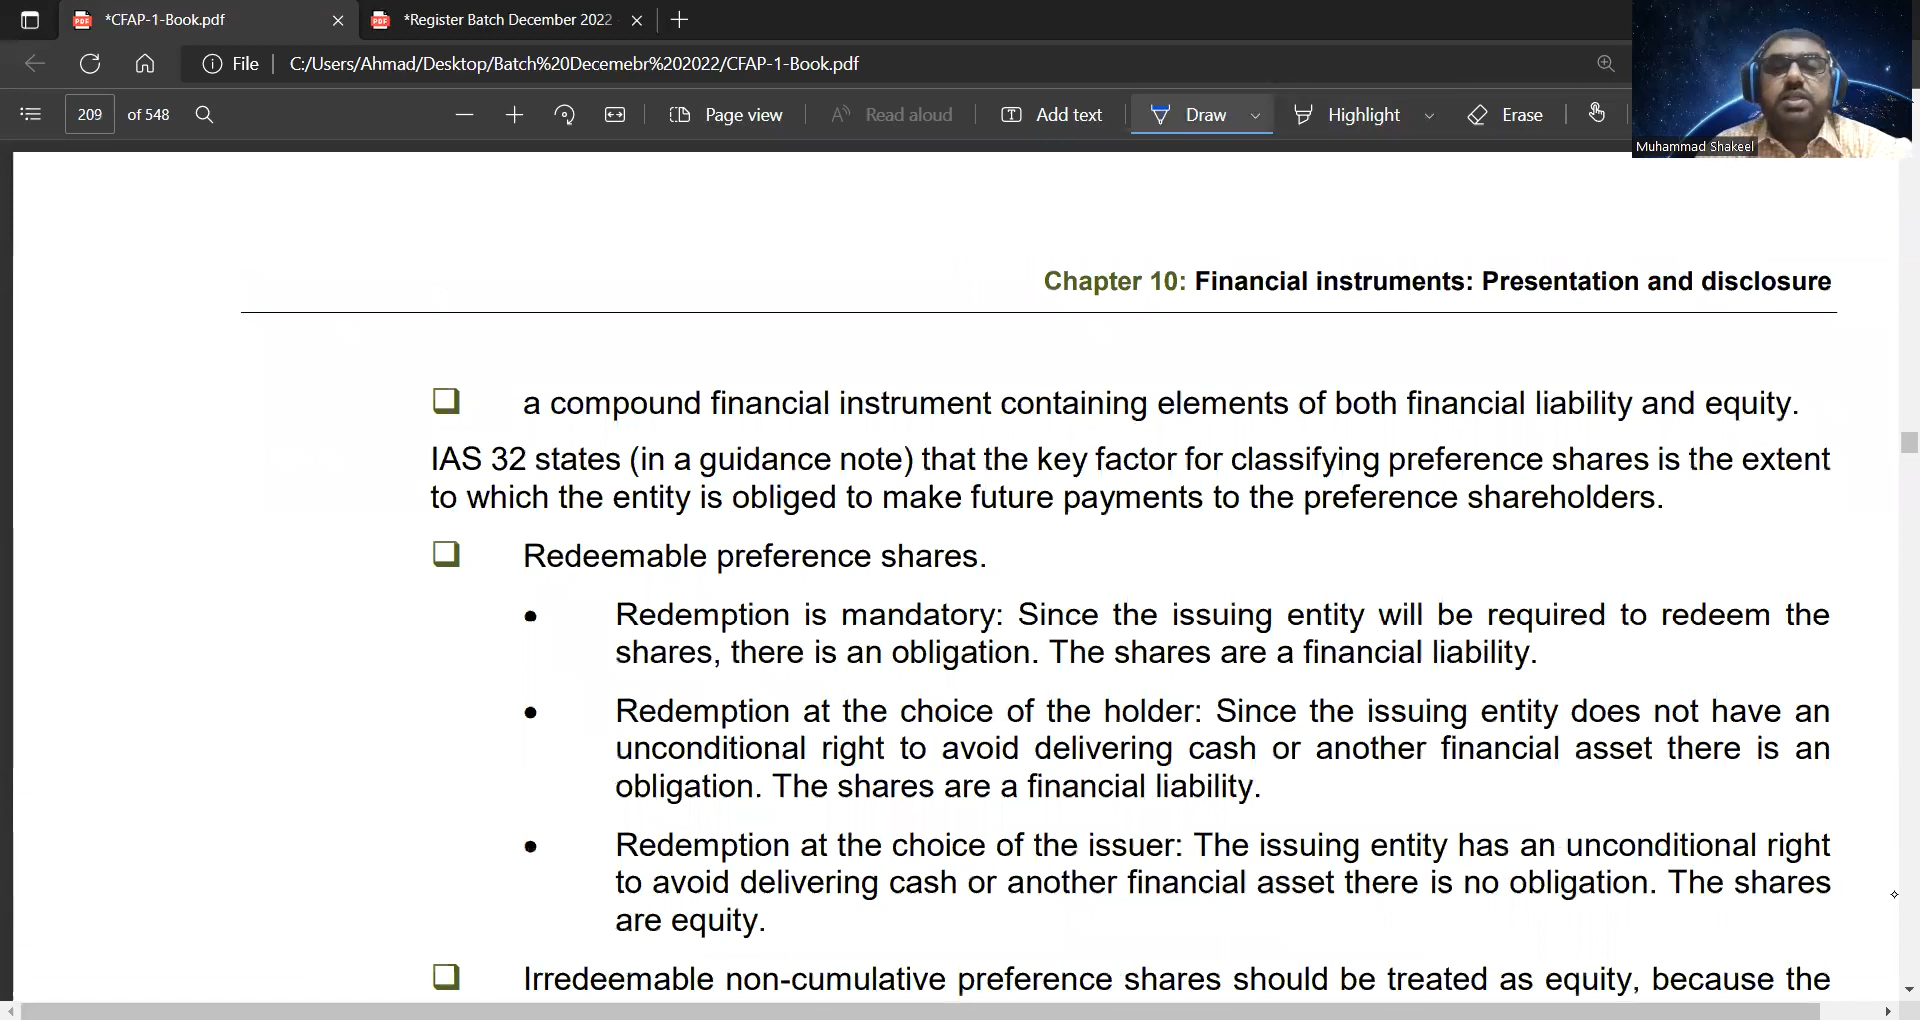 *CFAP-1-Book.pdf
*Register Batch December 2022
File
C:/Users/Ahmad/Desktop/Batch%20Decemebr%202022/CFAP-1-Book.pdf
209 of 548
Page view
Read aloud
Add text
Draw
Highlight
Erase
Muhammad Shakeel
Chapter 10: Financial instruments: Presentation and disclosure
a compound financial instrument containing elements of both financial liability and equity.
IAS 32 states (in a guidance note) that the key factor for classifying preference shares is the extent
to which the entity is obliged to make future payments to the preference shareholders.
Redeemable preference shares.
Redemption is mandatory: Since the issuing entity will be required to redeem the
shares, there is an obligation. The shares are a financial liability.
Redemption at the choice of the holder: Since the issuing entity does not have an
unconditional right to avoid delivering cash or another financial asset there is an
obligation. The shares are a financial liability.
Redemption at the choice of the issuer: The issuing entity has an unconditional right
to avoid delivering cash or another financial asset there is no obligation. The shares
are equity.
Irredeemable non-cumulative preference shares should be treated as equity, because the